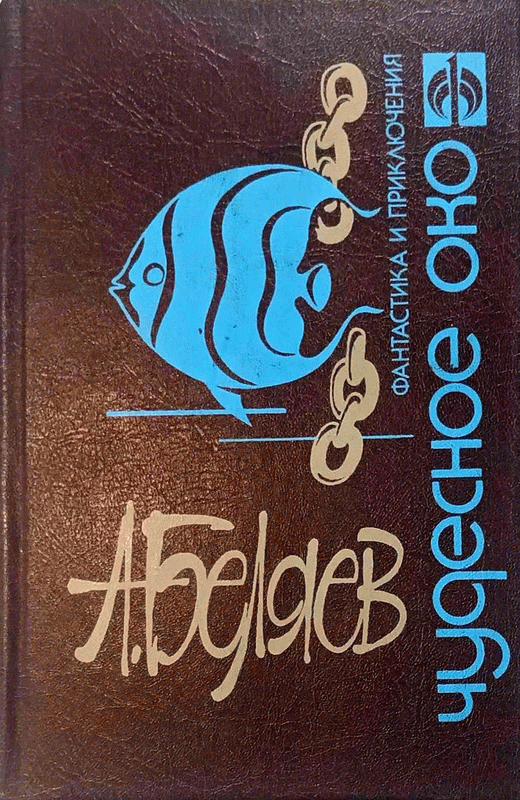 А. Беляев
ФАНТАСТИКА И ПРИКЛЮЧЕНИЯ
чудесное око